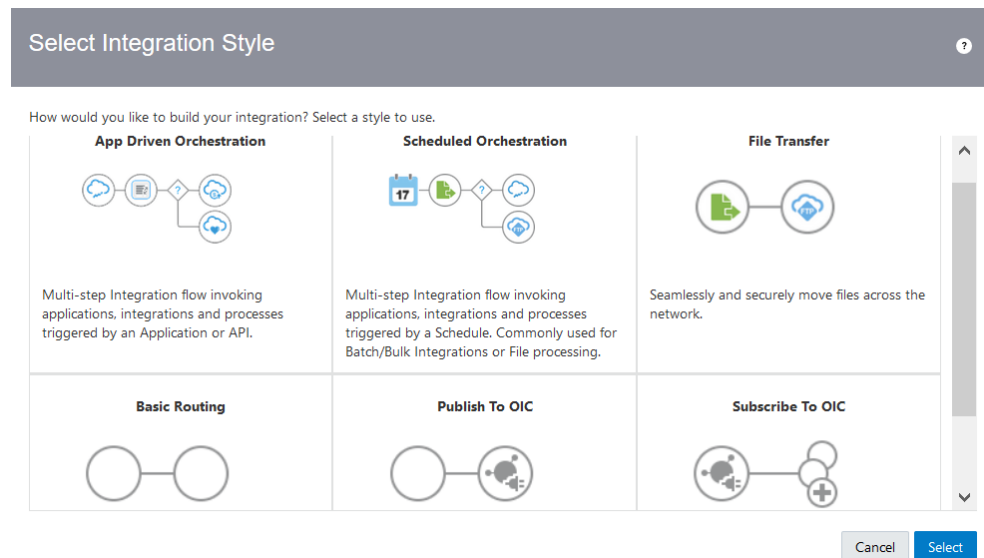 Select Integration Style
?
How would you like to build your integration? Select a style to use.
App Driven Orchestration
?
Multi-step Integration flow invoking
applications, integrations and processes
triggered by an Application or API.
Scheduled Orchestration
17
?
FTP
Multi-step Integration flow invoking
applications, integrations and processes
triggered by a Schedule. Commonly used for
Batch/Bulk Integrations or File processing.
File Transfer
FTP
Seamlessly and securely move files across the
network.
Basic Routing
Publish To OIC
Subscribe To OIC
Cancel
Select